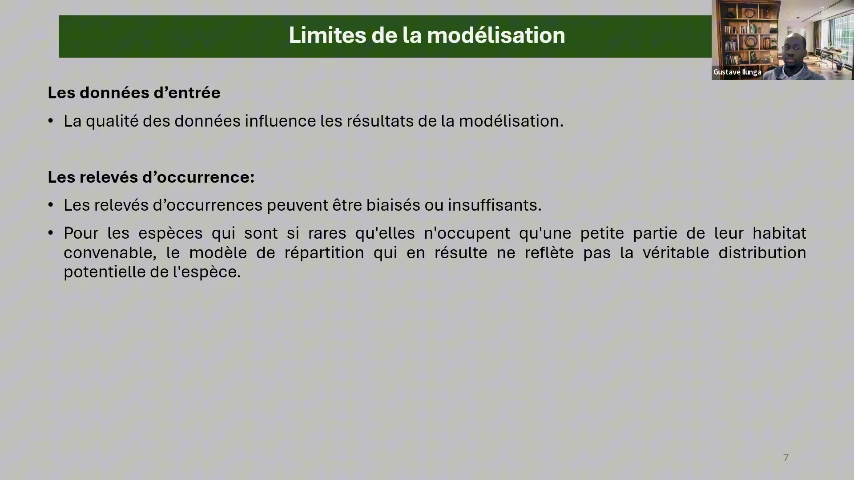 Limites de la modélisation
Gustave Ilunga
Les données d'entrée
• La qualité des données influence les résultats de la modélisation.
Les relevés d'occurrence:
• Les relevés d'occurrences peuvent être biaisés ou insuffisants.
• Pour les espèces qui sont si rares qu'elles n'occupent qu'une petite partie de leur habitat
convenable, le modèle de répartition qui en résulte ne reflète pas la véritable distribution
potentielle de l'espèce.
7